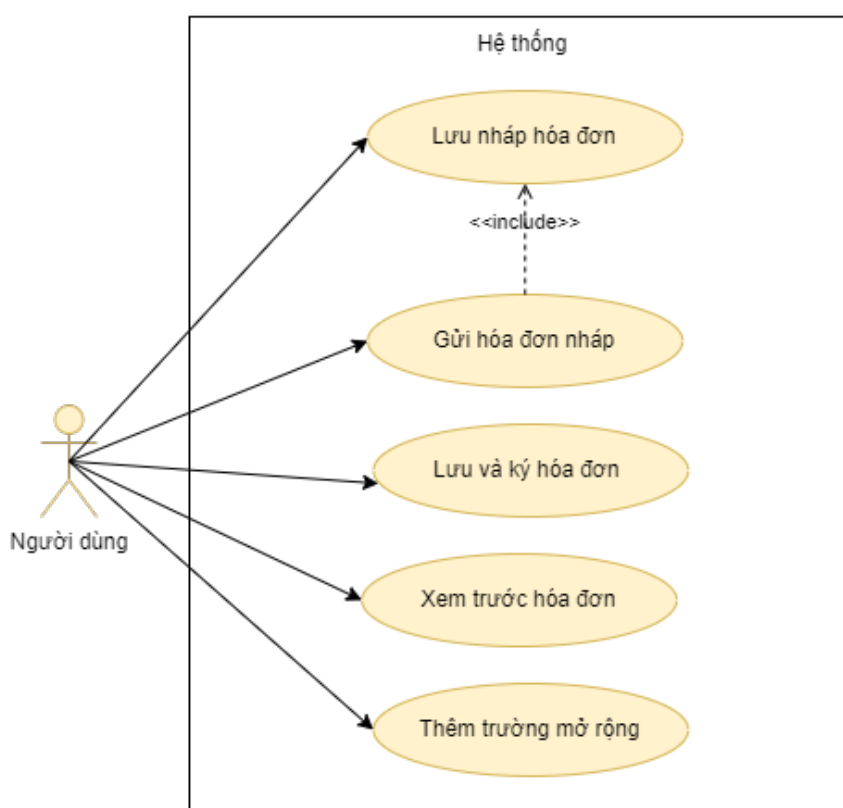 Hệ thống
Lưu nháp hóa đơn
<<include>>
Gửi hóa đơn nháp
Lưu và ký hóa đơn
Người dùng
Xem trước hóa đơn
Thêm trường mở rộng